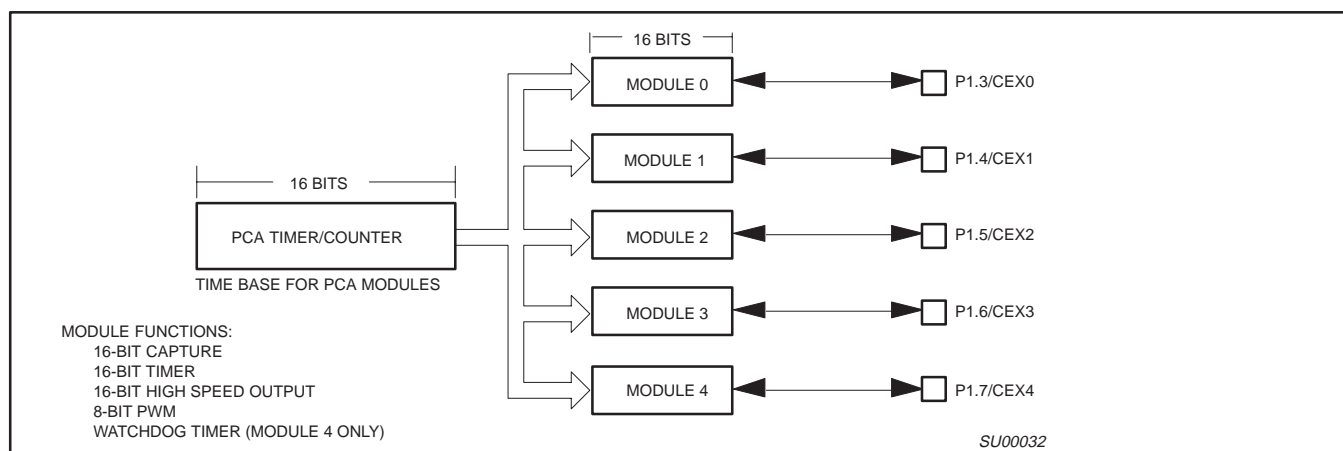 16 BITS
MODULE 0
P1.3/CEX0
MODULE 1
P1.4/CEX1
16 BITS
PCA TIMER/COUNTER
MODULE 2
P1.5/CEX2
TIME BASE FOR PCA MODULES
MODULE 3
P1.6/CEX3
MODULE FUNCTIONS:
16-BIT CAPTURE
16-BIT TIMER
16-BIT HIGH SPEED OUTPUT
8-BIT PWM
WATCHDOG TIMER (MODULE 4 ONLY)
MODULE 4
P1.7/CEX4
SU00032